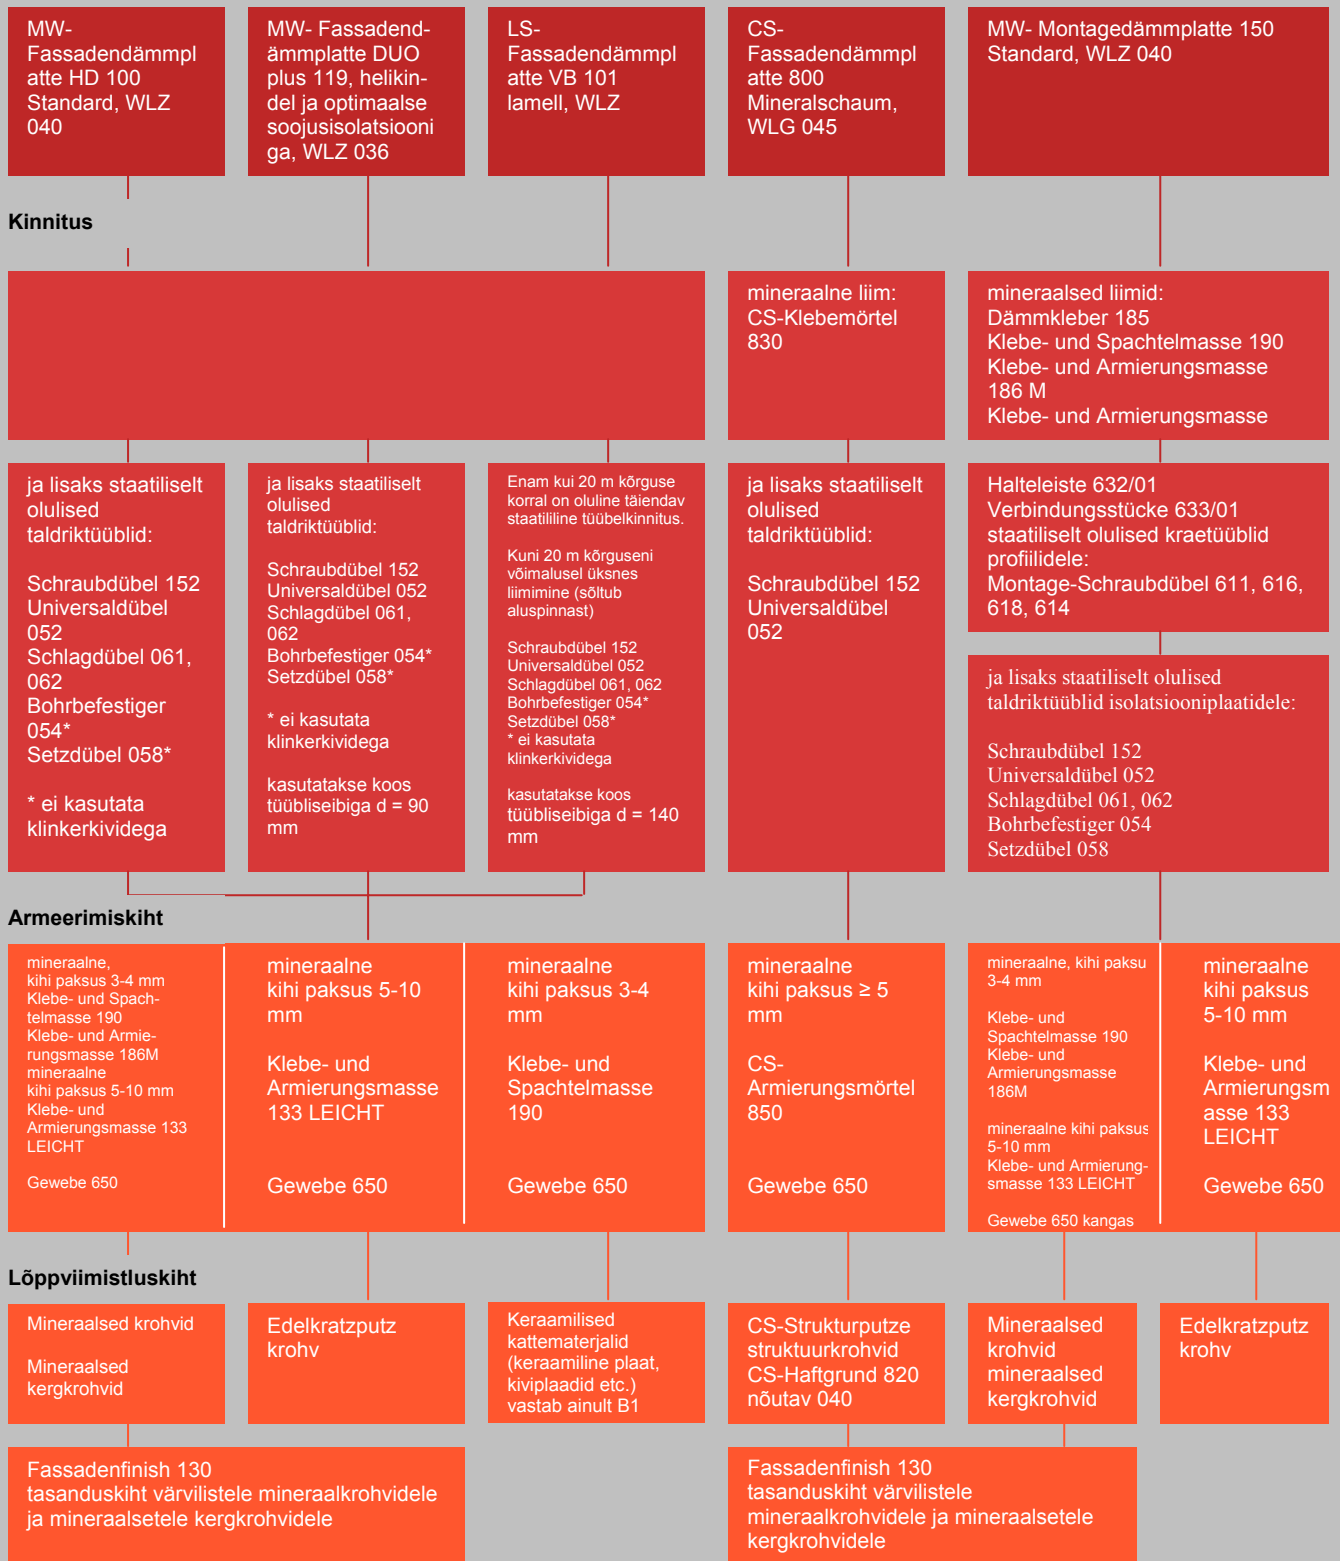 MW-
Fassadendämmpl
atte HD 100
Standard, WLZ
040
MW- Fassadend-
ämmplatte DUO
plus 119, helikin-
del ja optimaalse
soojusisolatsiooni
ga, WLZ 036
LS-
Fassadendämmpl
atte VB 101
lamell, WLZ
CS-
Fassadendämmpl
atte 800
Mineralschaum,
WLG 045
MW- Montagedämmplatte 150
Standard, WLZ 040
Kinnitus
mineraalne liim:
CS-Klebemörtel
830
mineraalsed liimid:
Dämmkleber 185
Klebe- und Spachtelmasse 190
Klebe- und Armierungsmasse
186 M
Klebe- und Armierungsmasse
ja lisaks staatiliselt
olulised
taldriktüüblid:
Schraubdübel 152
Universaldübel
052
Schlagdübel 061,
062
Bohrbefestiger
054*
Setzdübel 058*
* ei kasutata
klinkerkividega
ja lisaks staatiliselt
olulised
taldriktüüblid:
Schraubdübel 152
Universaldübel 052
Schlagdübel 061,
062
Bohrbefestiger 054*
Setzdübel 058*
* ei kasutata
klinkerkividega
kasutatakse koos
tüübliseibiga d = 90
mm
Enam kui 20 m kõrguse
korral on oluline täiendav
staatililine tüübelkinnitus.
Kuni 20 m kõrguseni
võimalusel üksnes
liimimine (sõltub
aluspinnast)
Schraubdübel 152
Universaldübel 052
Schlagdübel 061, 062
Bohrbefestiger 054*
Setzdübel 058*
* ei kasutata
klinkerkividega
kasutatakse koos
tüübliseibiga d = 140
mm
ja lisaks staatiliselt
olulised
taldriktüüblid:
Schraubdübel 152
Universaldübel
052
Halteleiste 632/01
Verbindungsstücke 633/01
staatiliselt olulised kraetüüblid
profiilidele:
Montage-Schraubdübel 611, 616,
618, 614
ja lisaks staatiliselt olulised
taldriktüüblid isolatsiooniplaatidele:
Schraubdübel 152
Universaldübel 052
Schlagdübel 061, 062
Bohrbefestiger 054
Setzdübel 058
Armeerimiskiht
mineraalne,
kihi paksus 3-4 mm
Klebe- und Spach-
telmasse 190
Klebe- und Armie-
rungsmasse 186M
mineraalne
kihi paksus 5-10 mm
Klebe- und
Armierungsmasse 133
LEICHT
Gewebe 650
mineraalne
kihi paksus 5-10
mm
Klebe- und
Armierungsmasse
133 LEICHT
Gewebe 650
mineraalne
kihi paksus 3-4
mm
Klebe- und
Spachtelmasse
190
Gewebe 650
mineraalne
kihi paksus ≥ 5
mm
CS-
Armierungsmörtel
850
Gewebe 650
mineraalne, kihi paksu
3-4 mm
Klebe- und
Spachtelmasse 190
Klebe- und
Armierungsmasse
186M
mineraalne kihi paksus
5-10 mm
Klebe- und Armierung-
smasse 133 LEICHT
Gewebe 650 kangas
mineraalne
kihi paksus
5-10 mm
Klebe- und
Armierungsm
asse 133
LEICHT
Gewebe 650
Lõppviimistluskiht
Mineraalsed krohvid
Mineraalsed
kergkrohvid
Edelkratzputz
krohv
Keraamilised
kattematerjalid
(keraamiline plaat,
kiviplaadid etc.)
vastab ainult B1
CS-Strukturputze
struktuurkrohvid
CS-Haftgrund 820
nõutav 040
Mineraalsed
krohvid
mineraalsed
kergkrohvid
Edelkratzputz
krohv
Fassadenfinish 130
tasanduskiht värvilistele mineraalkrohvidele
ja mineraalsetele kergkrohvidele
Fassadenfinish 130
tasanduskiht värvilistele
mineraalkrohvidele ja mineraalsetele
kergkrohvidele